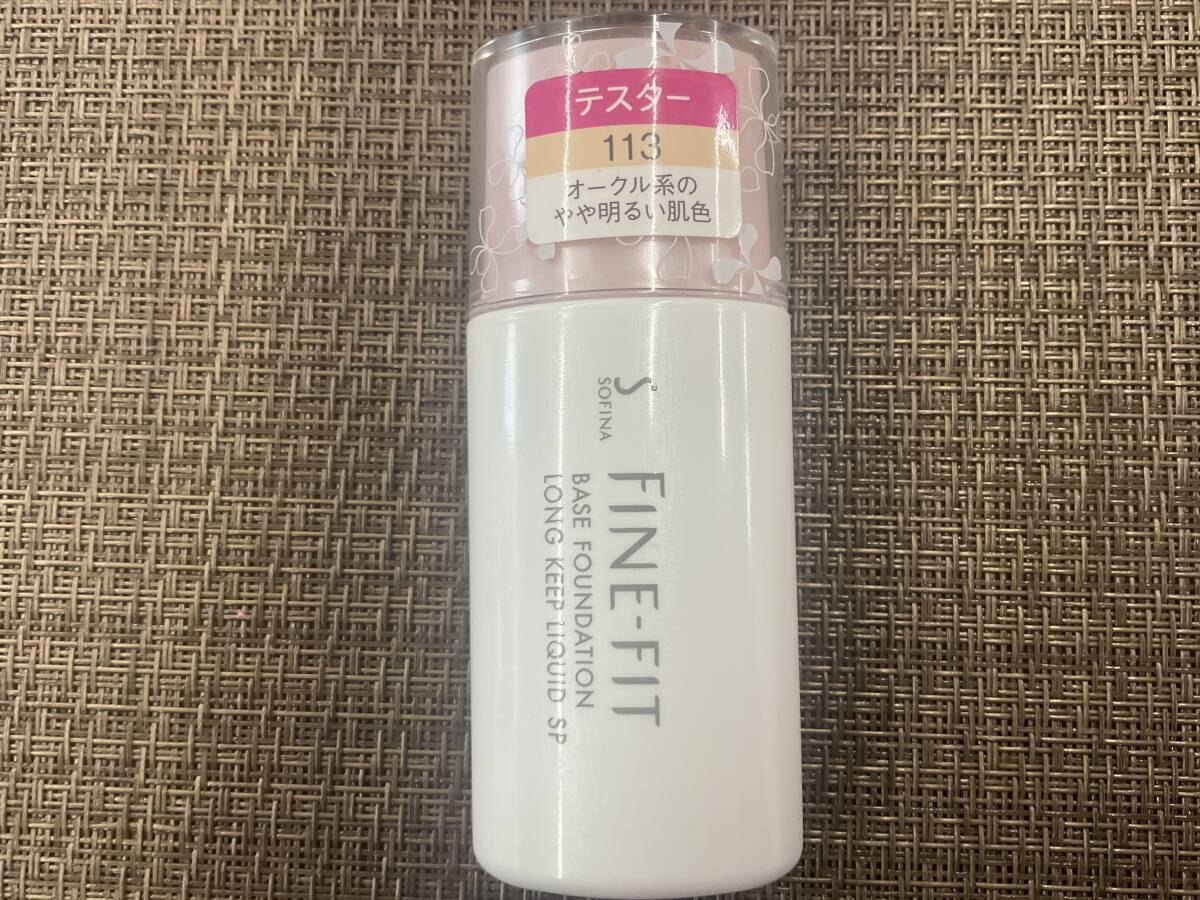 テスター
113
オークル系の
やや明るい肌色
SOFINA
FINE-FIT
BASE FOUNDATION
LONG KEEP LIQUID SP